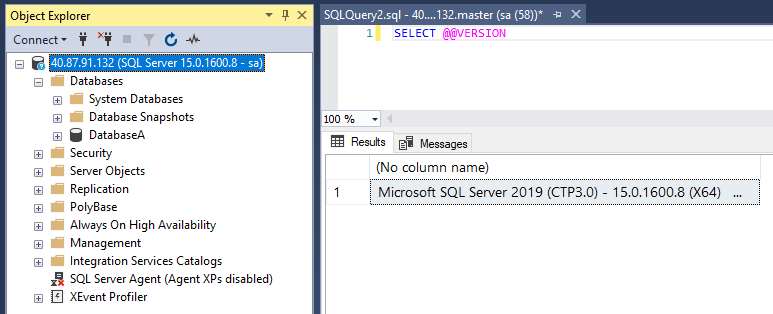 Object Explorer
Connect
40.87.91.132 (SQL Server 15.0.1600.8 - sa)
Databases
System Databases
Database Snapshots
DatabaseA
Security
Server Objects
Replication
PolyBase
Always On High Availability
Management
Integration Services Catalogs
SQL Server Agent (Agent XPs disabled)
XEvent Profiler
SQLQuery2.sql - 40....132.master (sa (58))*
1 SELECT @@VERSION
100 %
Results Messages
(No column name)
1 Microsoft SQL Server 2019 (CTP3.0) - 15.0.1600.8 (X64) ...